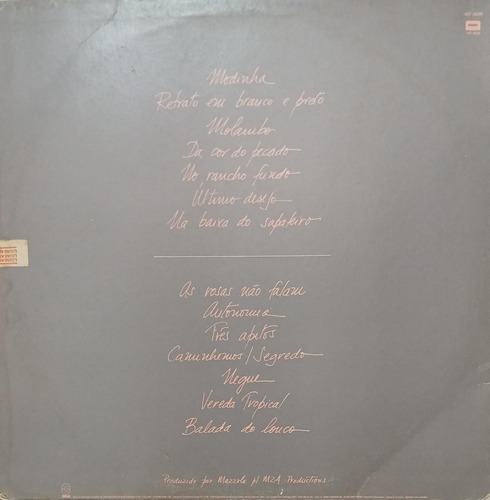 Modinha
Retrato em branco e preto
Molambo
Da cor do pecado
No rancho fundo
Último desejo
Na baixa do sapateiro
As rosas não falam
Autonomia
Três apitos
Caminhemos/Segredo
Negue
Vereda Tropical
Balada do louco
Produzido por Mazzola p/ MZA Productions